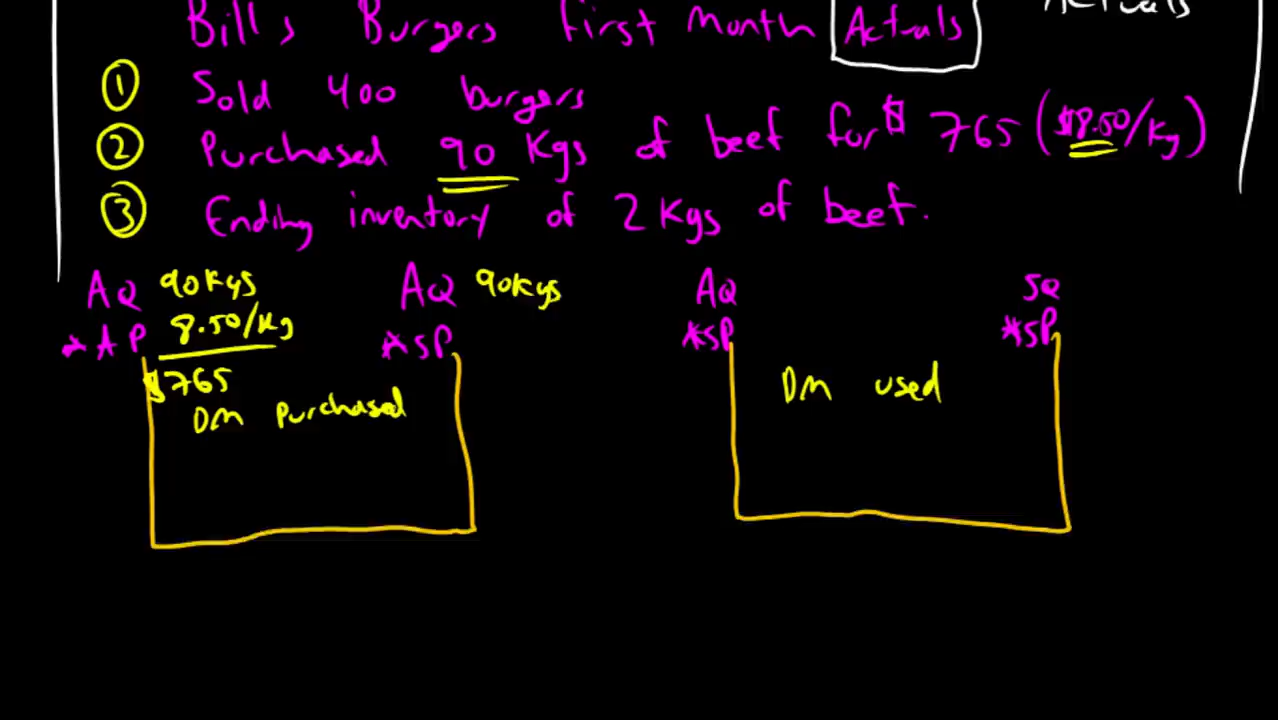 Actuals
Bill's Burgers First Month Actuals
1 Sold 400 burgers
2 Purchased 90 Kgs of beef for $765 ($8.50/Kg)
3 Ending inventory of 2 Kgs of beef.
AQ 90Kgs AQ 90Kgs AQ SQ
*AP 8.50/Kg *SP *SP *SP
$765
DM Purchased DM used